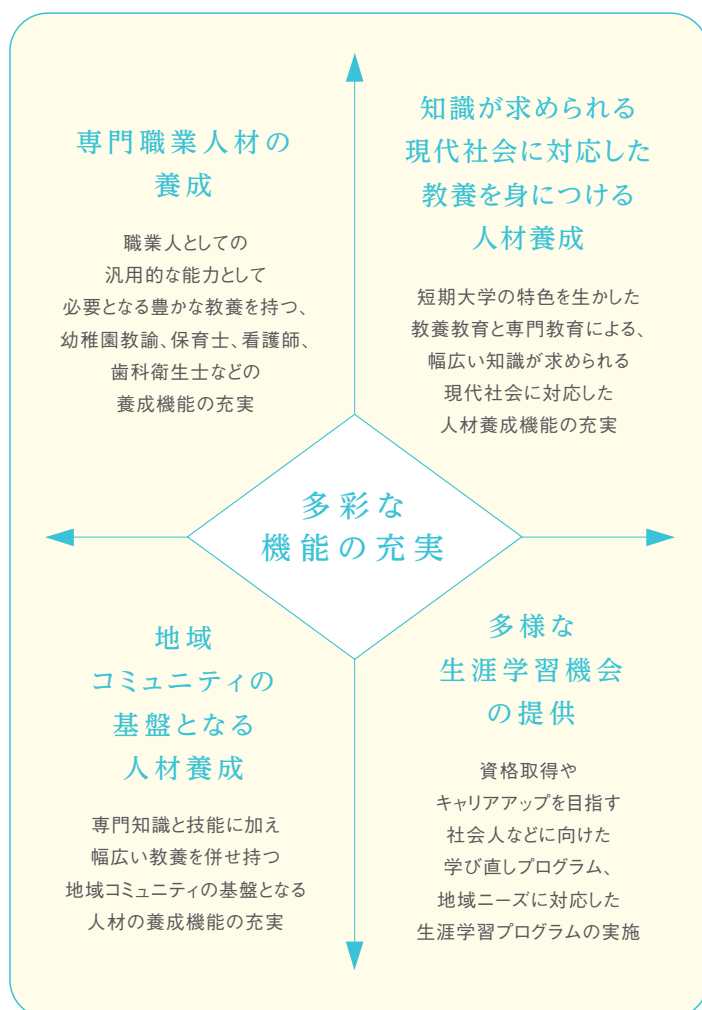 専門職業人材の
養成
職業人としての
汎用的な能力として
必要となる豊かな教養を持つ、
幼稚園教諭、保育士、看護師、
歯科衛生士などの
養成機能の充実
知識が求められる
現代社会に対応した
教養を身につける
人材養成
短期大学の特色を生かした
教養教育と専門教育による、
幅広い知識が求められる
現代社会に対応した
人材養成機能の充実
多彩な
機能の充実
地域
コミュニティの
基盤となる
人材養成
専門知識と技能に加え
幅広い教養を併せ持つ
地域コミュニティの基盤となる
人材の養成機能の充実
多様な
生涯学習機会
の提供
資格取得や
キャリアアップを目指す
社会人などに向けた
学び直しプログラム、
地域ニーズに対応した
生涯学習プログラムの実施